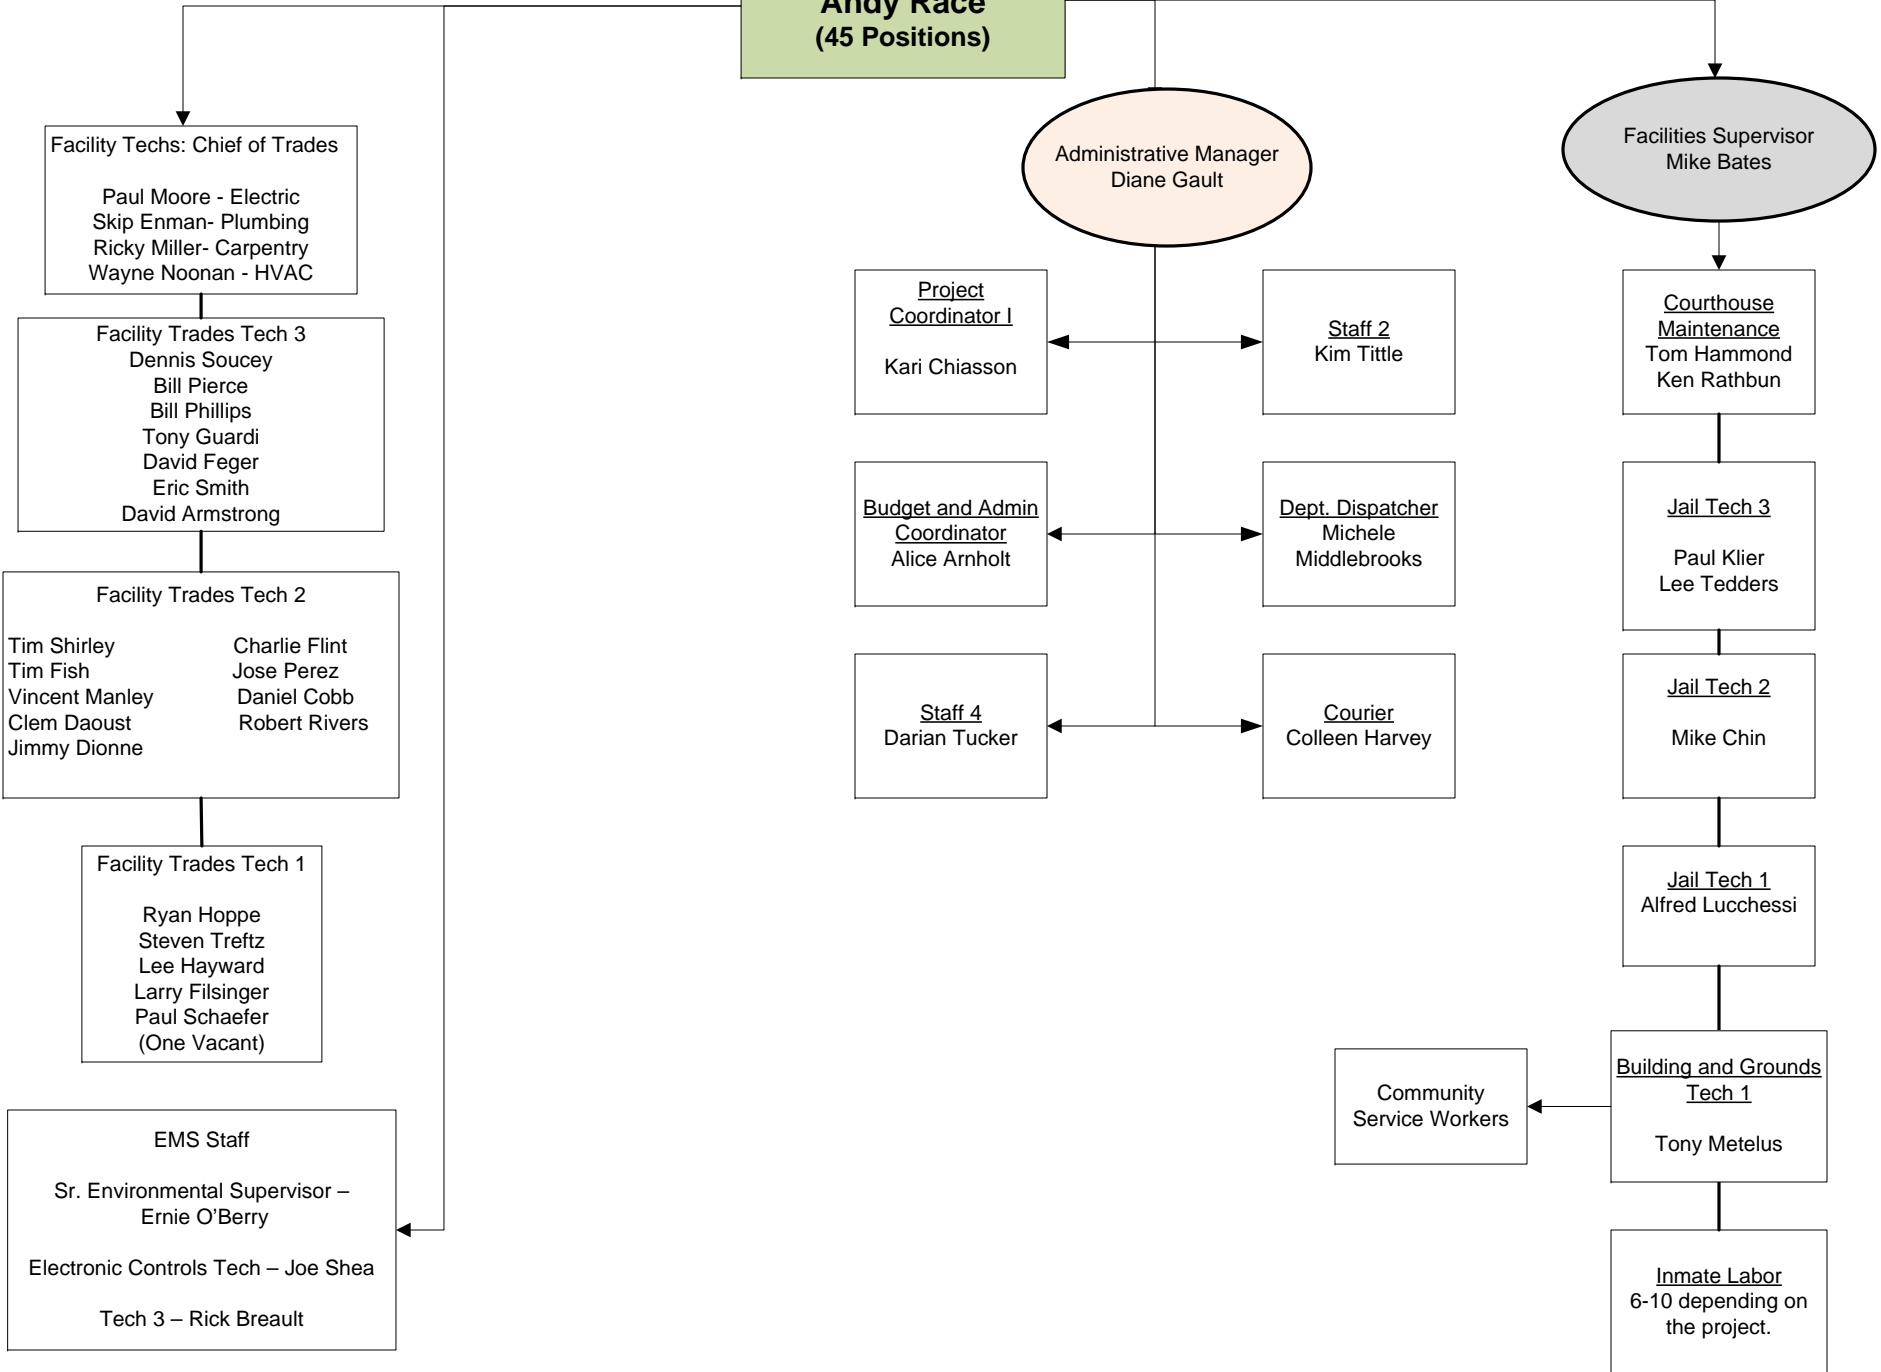 Andy Race
(45 Positions)
Facility Techs: Chief of Trades
Paul Moore - Electric
Skip Enman- Plumbing
Ricky Miller- Carpentry
Wayne Noonan - HVAC
Facility Trades Tech 3
Dennis Soucey
Bill Pierce
Bill Phillips
Tony Guardi
David Feger
Eric Smith
David Armstrong
Facility Trades Tech 2
Tim Shirley Charlie Flint
Tim Fish Jose Perez
Vincent Manley Daniel Cobb
Clem Daoust Robert Rivers
Jimmy Dionne
Facility Trades Tech 1
Ryan Hoppe
Steven Treftz
Lee Hayward
Larry Filsinger
Paul Schaefer
(One Vacant)
EMS Staff
Sr. Environmental Supervisor –
Ernie O’Berry
Electronic Controls Tech – Joe Shea
Tech 3 – Rick Breault
Administrative Manager
Diane Gault
Project
Coordinator I
Kari Chiasson
Staff 2
Kim Tittle
Budget and Admin
Coordinator
Alice Arnholt
Dept. Dispatcher
Michele
Middlebrooks
Staff 4
Darian Tucker
Courier
Colleen Harvey
Facilities Supervisor
Mike Bates
Courthouse
Maintenance
Tom Hammond
Ken Rathbun
Jail Tech 3
Paul Klier
Lee Tedders
Jail Tech 2
Mike Chin
Jail Tech 1
Alfred Lucchessi
Building and Grounds
Tech 1
Tony Metelus
Community
Service Workers
Inmate Labor
6-10 depending on
the project.